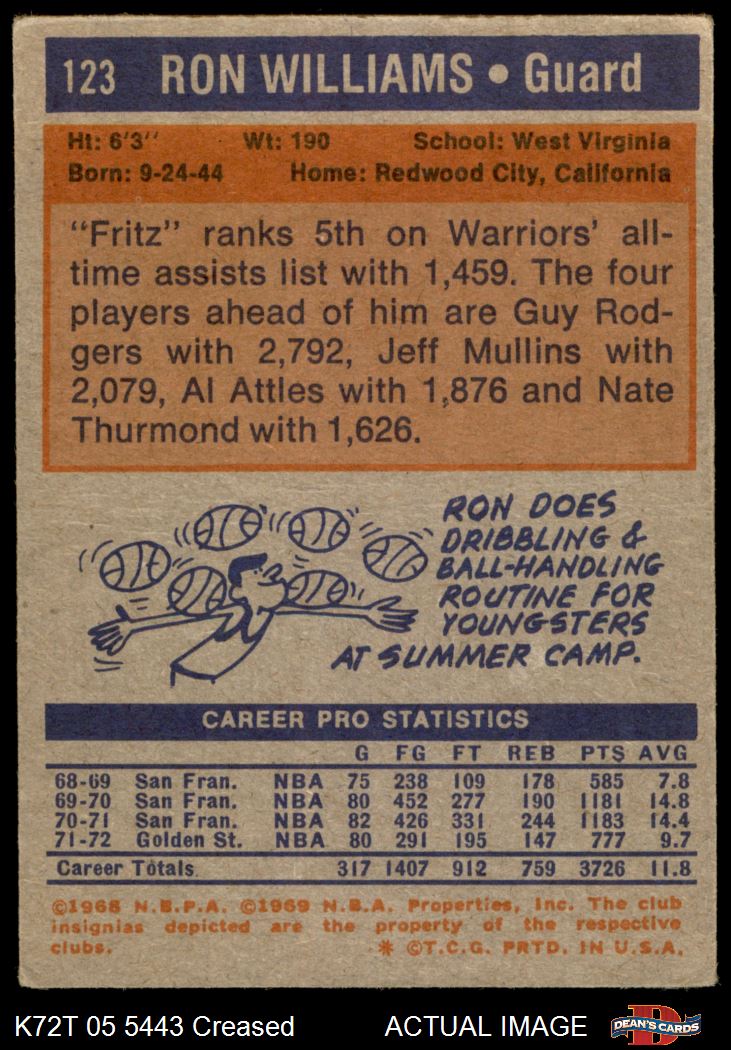 123 RON WILLIAMS • Guard
Ht: 6'3'' Wt: 190 School: West Virginia
Born: 9-24-44 Home: Redwood City, California
"Fritz" ranks 5th on Warriors' all-
time assists list with 1,459. The four
players ahead of him are Guy Rod-
gers with 2,792, Jeff Mullins with
2,079, Al Attles with 1,876 and Nate
Thurmond with 1,626.
RON DOES
DRIBBLING &
BALL-HANDLING
ROUTINE FOR
YOUNGSTERS
AT SUMMER CAMP.
CAREER PRO STATISTICS
G FG FT REB PTS AVG
68-69 San Fran. NBA 75 238 109 178 585 7.8
69-70 San Fran. NBA 80 452 277 190 1181 14.8
70-71 San Fran. NBA 82 426 331 244 1183 14.4
71-72 Golden St. NBA 80 291 195 147 777 9.7
Career Totals 317 1407 912 759 3726 11.8
©1968 N.B.P.A. ©1969 N.B.A. Properties, Inc. The club
insignias depicted are the property of the respective
clubs. * ©T.C.G. PRTD. IN U.S.A.
K72T 05 5443 Creased ACTUAL IMAGE D DEAN'S CARDS